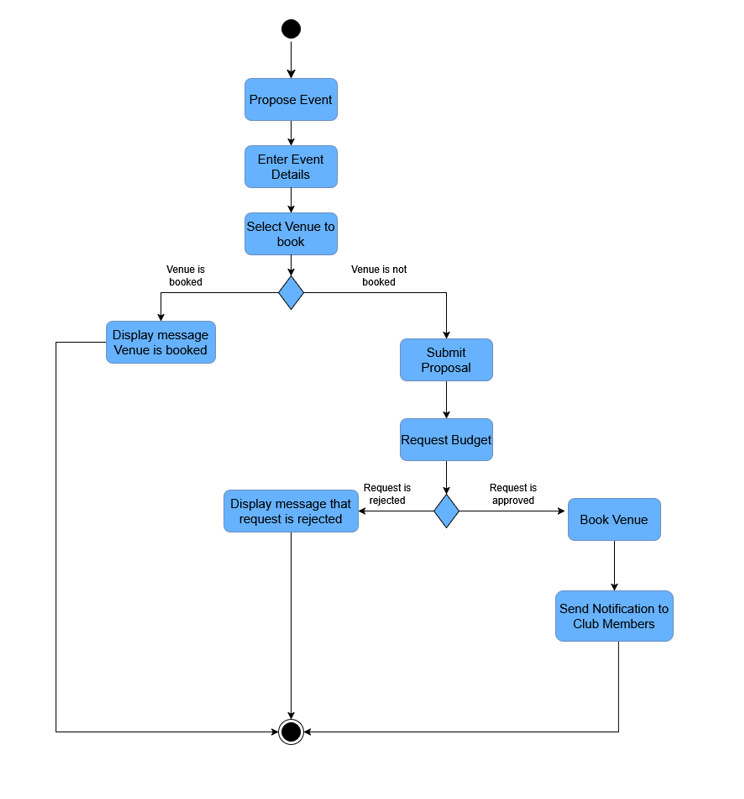 Propose Event
Enter Event
Details
Select Venue to
book
Venue is
booked
Venue is not
booked
Display message
Venue is booked
Submit
Proposal
Request Budget
Request is
rejected
Request is
approved
Display message that
request is rejected
Book Venue
Send Notification to
Club Members